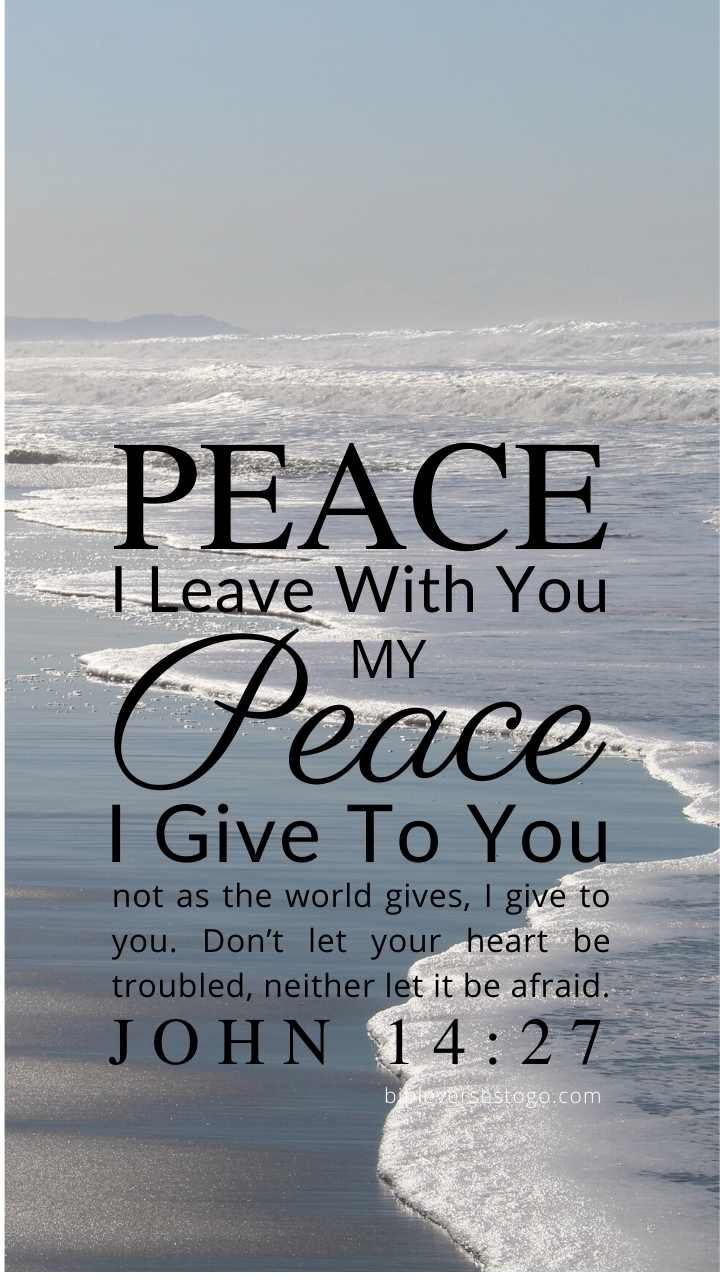 PEACE
I Leave With You
MY
Peace
I Give To You
not as the world gives, I give to
you. Don’t let your heart be
troubled, neither let it be afraid.
JOHN 14:27
bibleversestogo.com